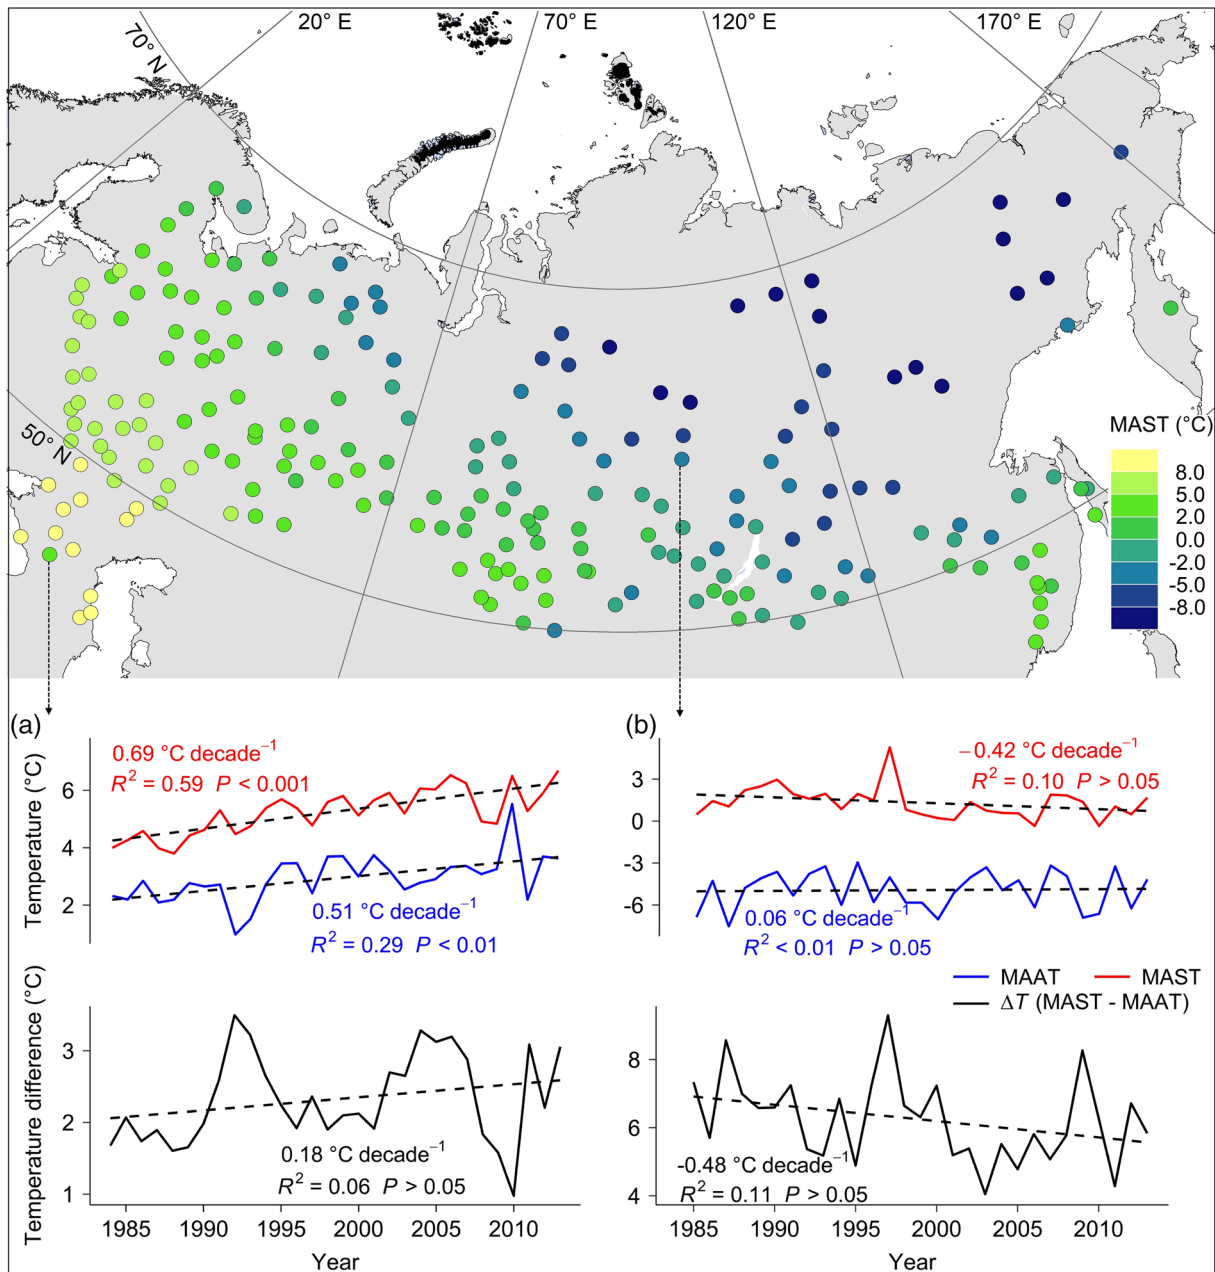 20° E
70° E
120° E
170° E
70° N
50° N
MAST (°C)
8.0
5.0
2.0
0.0
-2.0
-5.0
-8.0
(a)
(b)
Temperature (°C)
6
4
2
0.69 °C decade⁻¹
R² = 0.59 P < 0.001
0.51 °C decade⁻¹
R² = 0.29 P < 0.01
3
0
-3
-6
−0.42 °C decade⁻¹
R² = 0.10 P > 0.05
0.06 °C decade⁻¹
R² < 0.01 P > 0.05
MAAT
MAST
ΔT (MAST - MAAT)
Temperature difference (°C)
3
2
1
0.18 °C decade⁻¹
R² = 0.06 P > 0.05
1985 1990 1995 2000 2005 2010
Year
8
6
4
-0.48 °C decade⁻¹
R² = 0.11 P > 0.05
1985 1990 1995 2000 2005 2010
Year